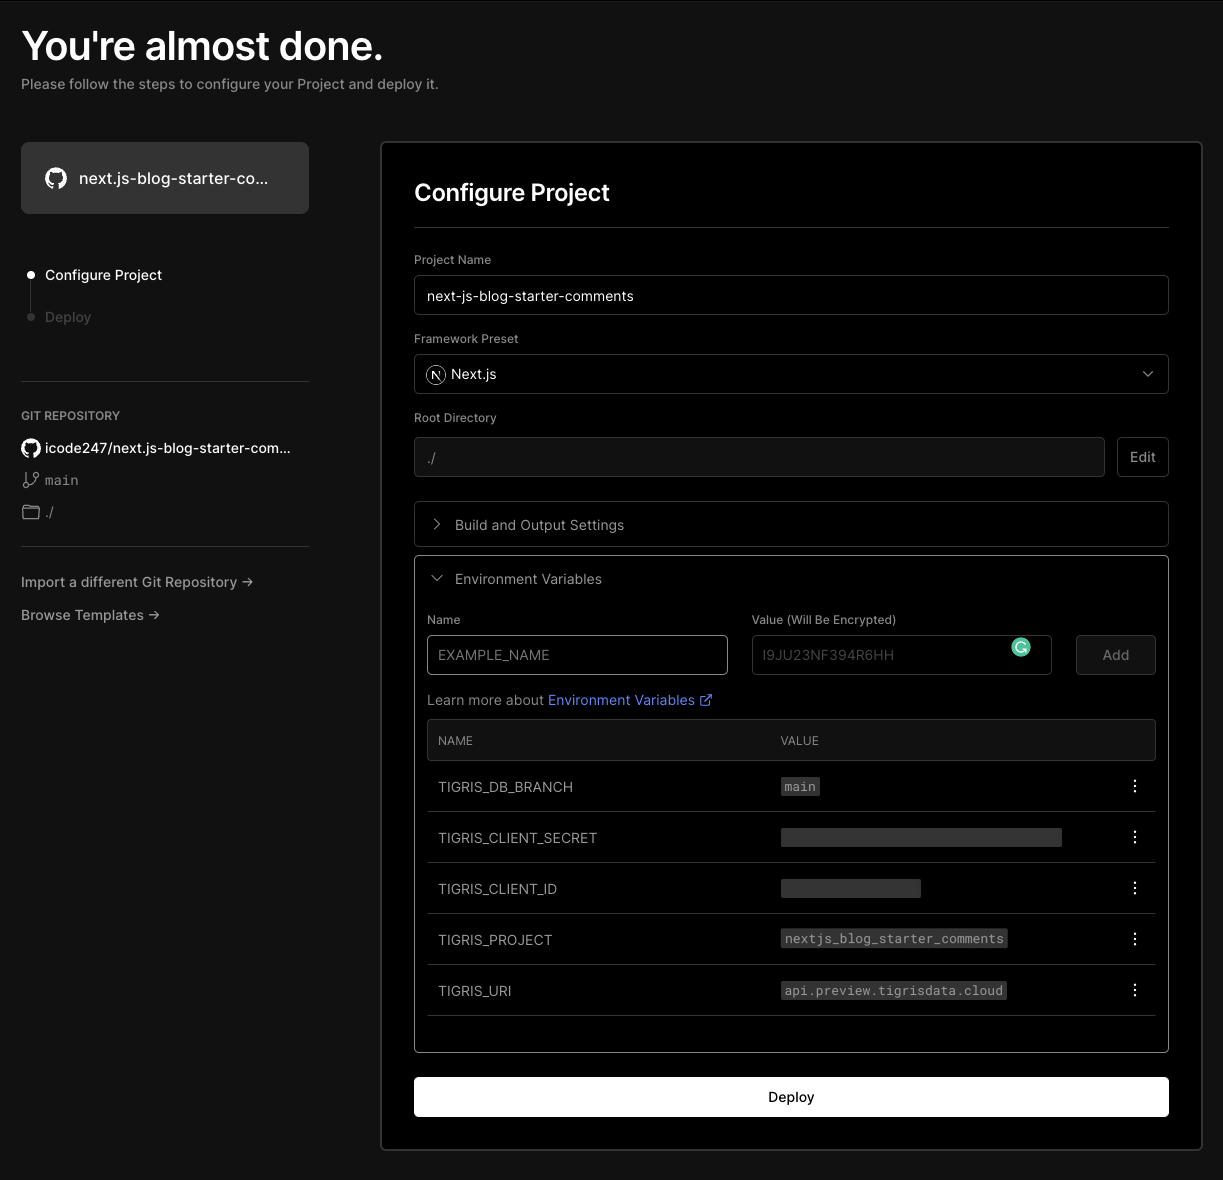 You're almost done.
Please follow the steps to configure your Project and deploy it.
next.js-blog-starter-co...
Configure Project
Deploy
GIT REPOSITORY
icode247/next.js-blog-starter-com...
main
./
Import a different Git Repository →
Browse Templates →
Configure Project
Project Name
next-js-blog-starter-comments
Framework Preset
N Next.js
Root Directory
./
Edit
Build and Output Settings
Environment Variables
Name
Value (Will Be Encrypted)
EXAMPLE_NAME
I9JU23NF394R6HH
Add
Learn more about Environment Variables
NAME
VALUE
TIGRIS_DB_BRANCH
main
TIGRIS_CLIENT_SECRET
TIGRIS_CLIENT_ID
TIGRIS_PROJECT
nextjs_blog_starter_comments
TIGRIS_URI
api.preview.tigrisdata.cloud
Deploy